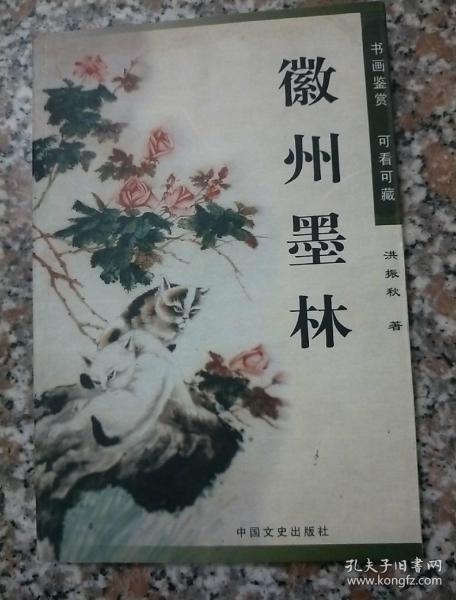 书画鉴赏 可看可藏
徽州墨林
洪振秋 著
中国文史出版社
孔夫子旧书网
www.kongfz.com